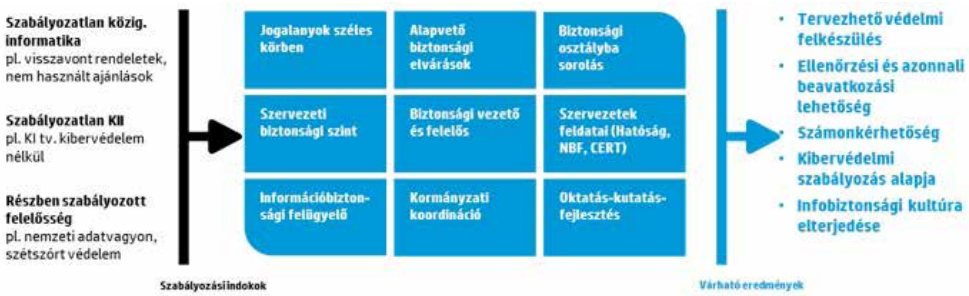 Szabályozatlan közig.
informatika
pl. visszavont rendeletek,
nem használt ajánlások
Szabályozatlan KII
pl. KI tv. kibervédelem
nélkül
Részben szabályozott
felelősség
pl. nemzeti adatvagyon,
szétszórt védelem
Szabályozási indokok
Jogalanyok széles
körben
Alapvető
biztonsági
elvárások
Biztonsági
osztályba
sorolás
Szervezeti
biztonsági szint
Biztonsági vezető
és felelős
Szervezetek
feldatai (Hatóság,
NBF, CERT)
Információbizton-
sági felügyelő
Kormányzati
koordináció
Oktatás-kutatás-
fejlesztés
• Tervezhető védelmi
felkészülés
• Ellenőrzési és azonnali
beavatkozási
lehetőség
• Számonkérhetőség
• Kibervédelmi
szabályozás alapja
• Infobiztonsági kultúra
elterjedése
Várható eredmények